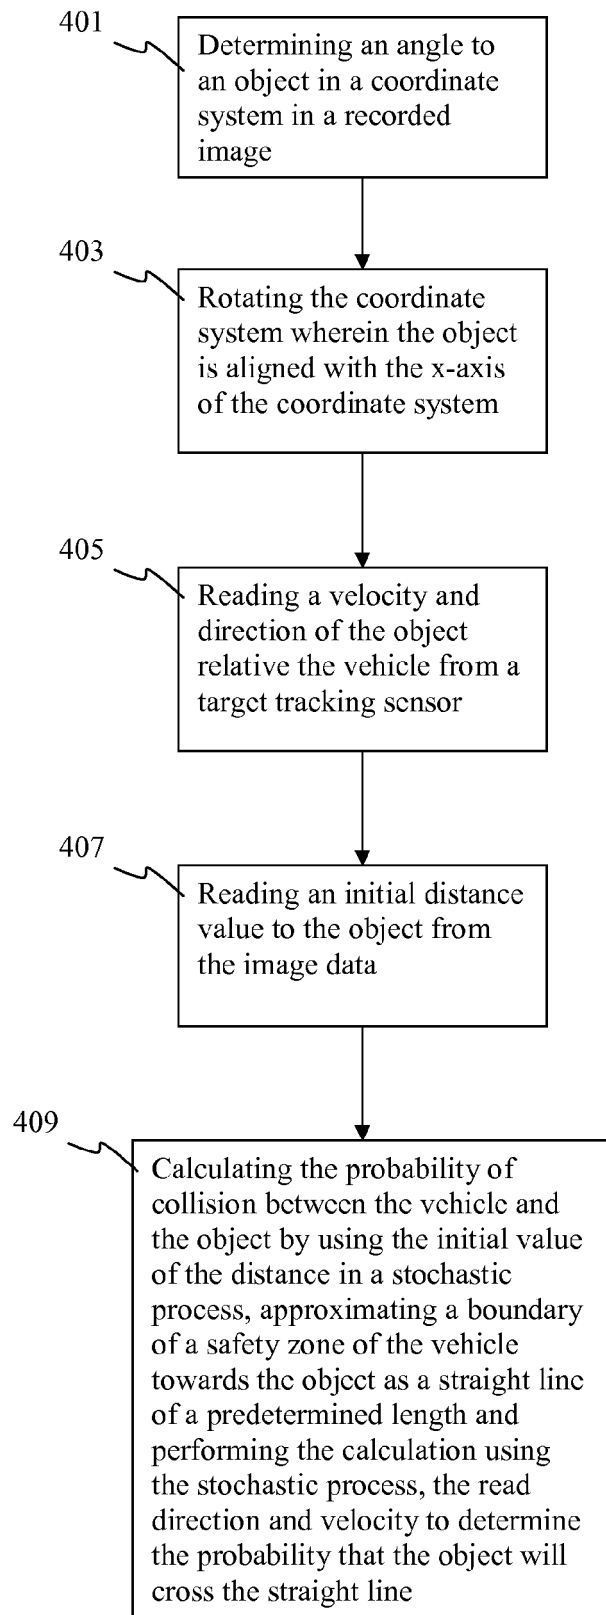 401
Determining an angle to
an object in a coordinate
system in a recorded
image
403
Rotating the coordinate
system wherein the object
is aligned with the x-axis
of the coordinate system
405
Reading a velocity and
direction of the object
relative the vehicle from a
target tracking sensor
407
Reading an initial distance
value to the object from
the image data
409
Calculating the probability of
collision between the vehicle and
the object by using the initial value
of the distance in a stochastic
process, approximating a boundary
of a safety zone of the vehicle
towards the object as a straight line
of a predetermined length and
performing the calculation using
the stochastic process, the read
direction and velocity to determine
the probability that the object will
cross the straight line